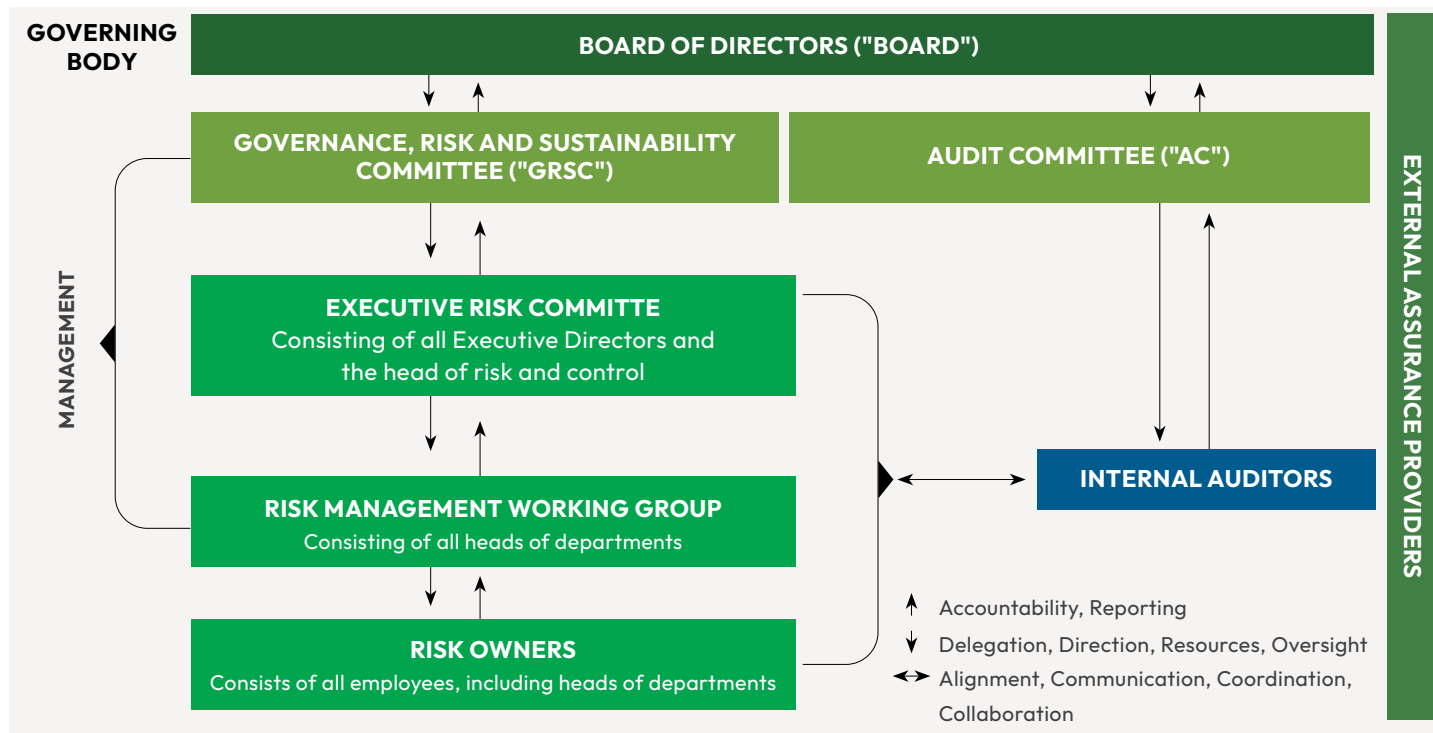 GOVERNING
BODY
BOARD OF DIRECTORS ("BOARD")
GOVERNANCE, RISK AND SUSTAINABILITY
COMMITTEE ("GRSC")
AUDIT COMMITTEE ("AC")
MANAGEMENT
EXECUTIVE RISK COMMITTE
Consisting of all Executive Directors and
the head of risk and control
INTERNAL AUDITORS
RISK MANAGEMENT WORKING GROUP
Consisting of all heads of departments
RISK OWNERS
Consists of all employees, including heads of departments
Accountability, Reporting
Delegation, Direction, Resources, Oversight
Alignment, Communication, Coordination,
Collaboration
EXTERNAL ASSURANCE PROVIDERS